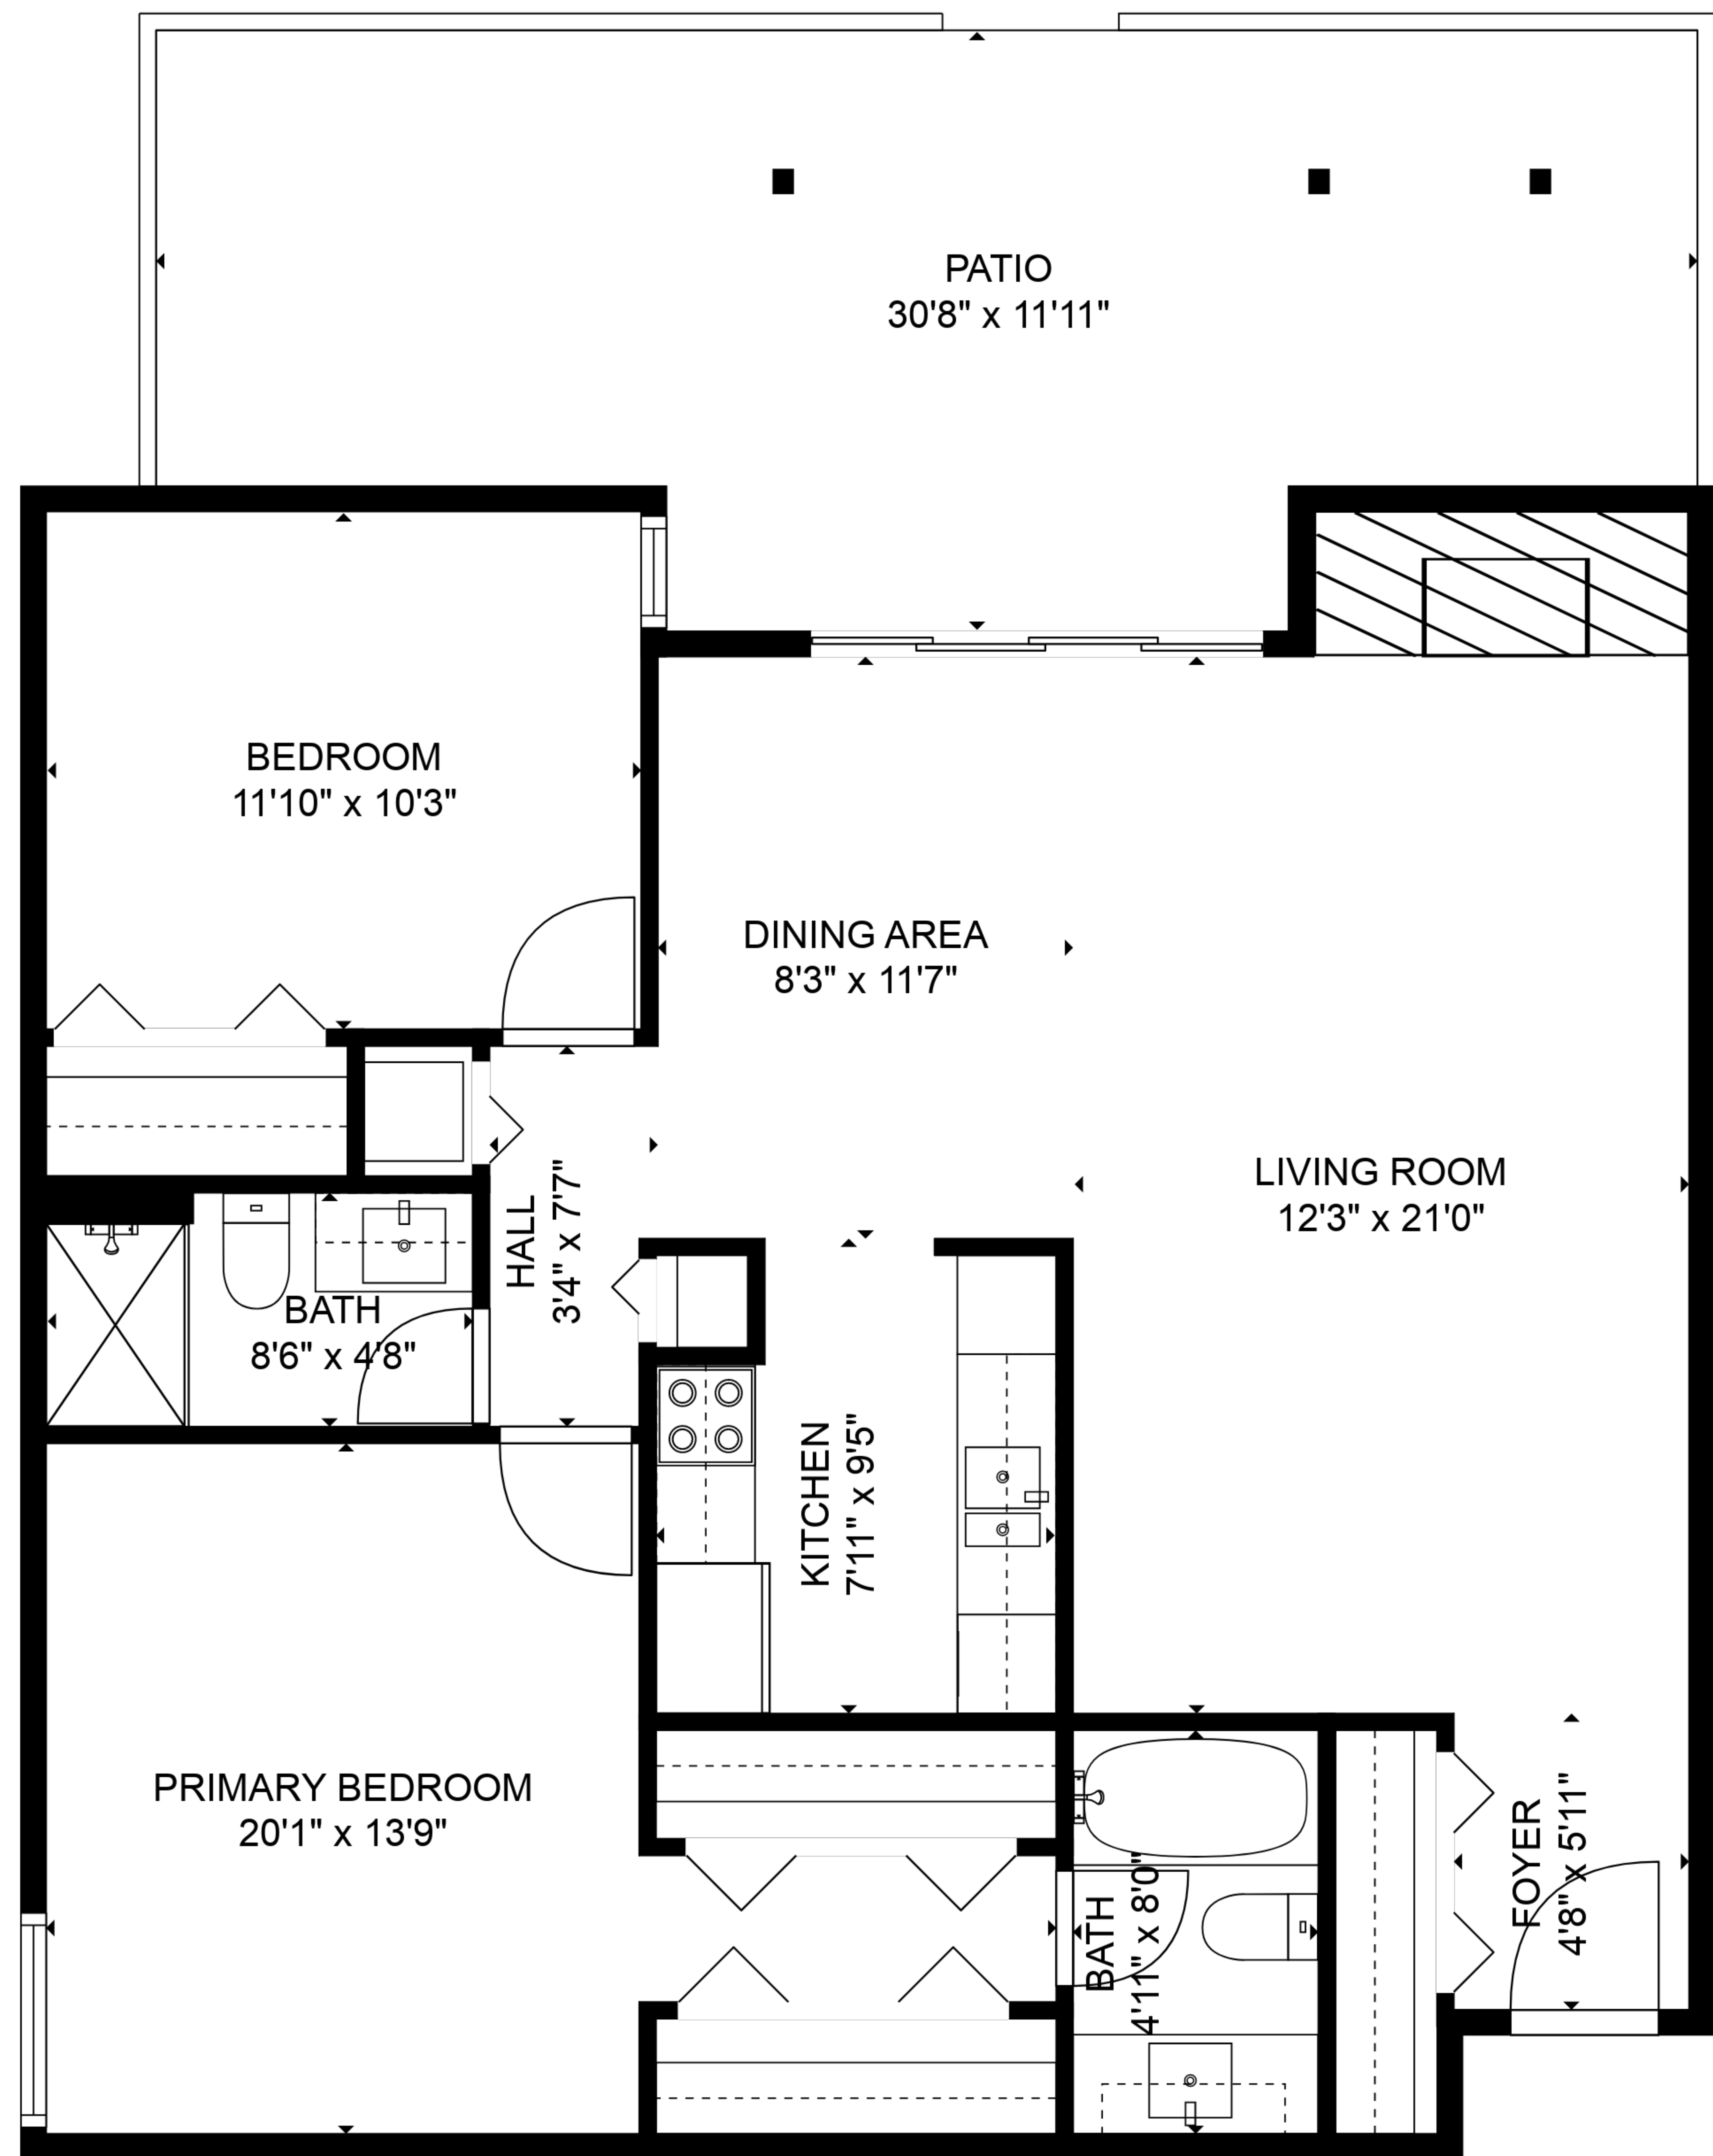 PATIO
30'8" x 11'11"
BEDROOM
11'10" x 10'3"
DINING AREA
8'3" x 11'7"
LIVING ROOM
12'3" x 21'0"
HALL
3'4" x 7'7"
BATH
8'6" x 4'8"
KITCHEN
7'11" x 9'5"
PRIMARY BEDROOM
20'1" x 13'9"
BATH
4'11" x 8'0"
FOYER
4'8" x 5'11"